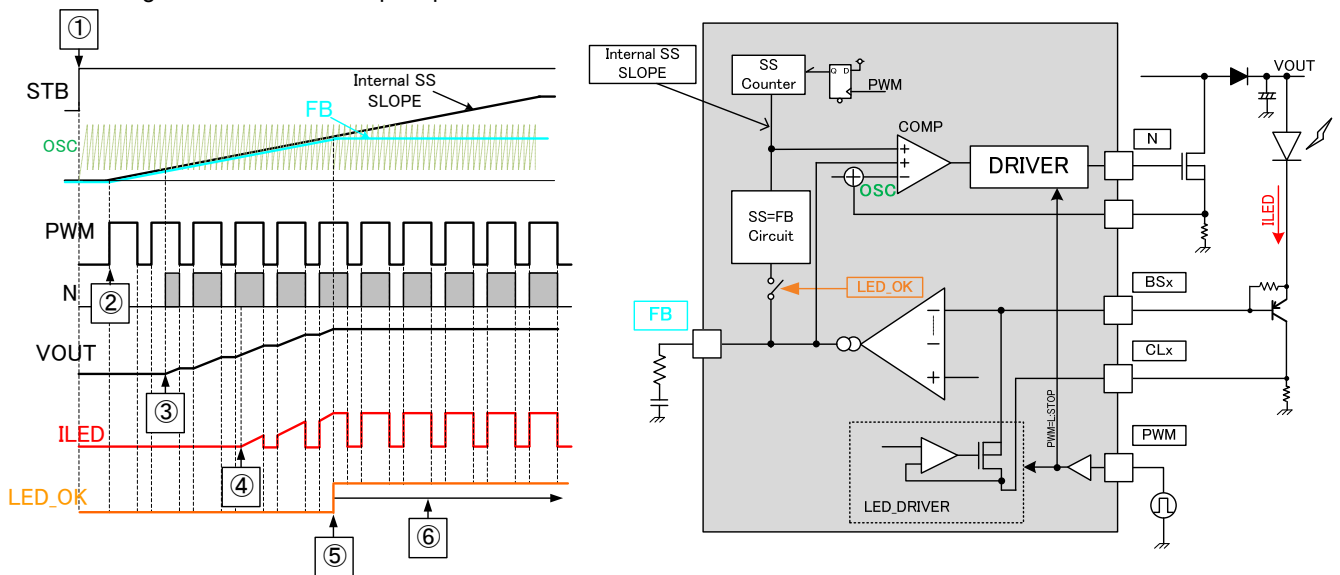 ①
STB
Internal SS
SLOPE
FB
OSC
PWM
②
N
VOUT
③
ILED
④
LED_OK
⑤
⑥
Internal SS
SLOPE
SS
Counter
Q D
PWM
COMP
+
+
−
OSC
DRIVER
N
VOUT
ILED
SS=FB
Circuit
LED_OK
FB
−
−
+
BSx
CLx
PWM=L:STOP
PWM
LED_DRIVER